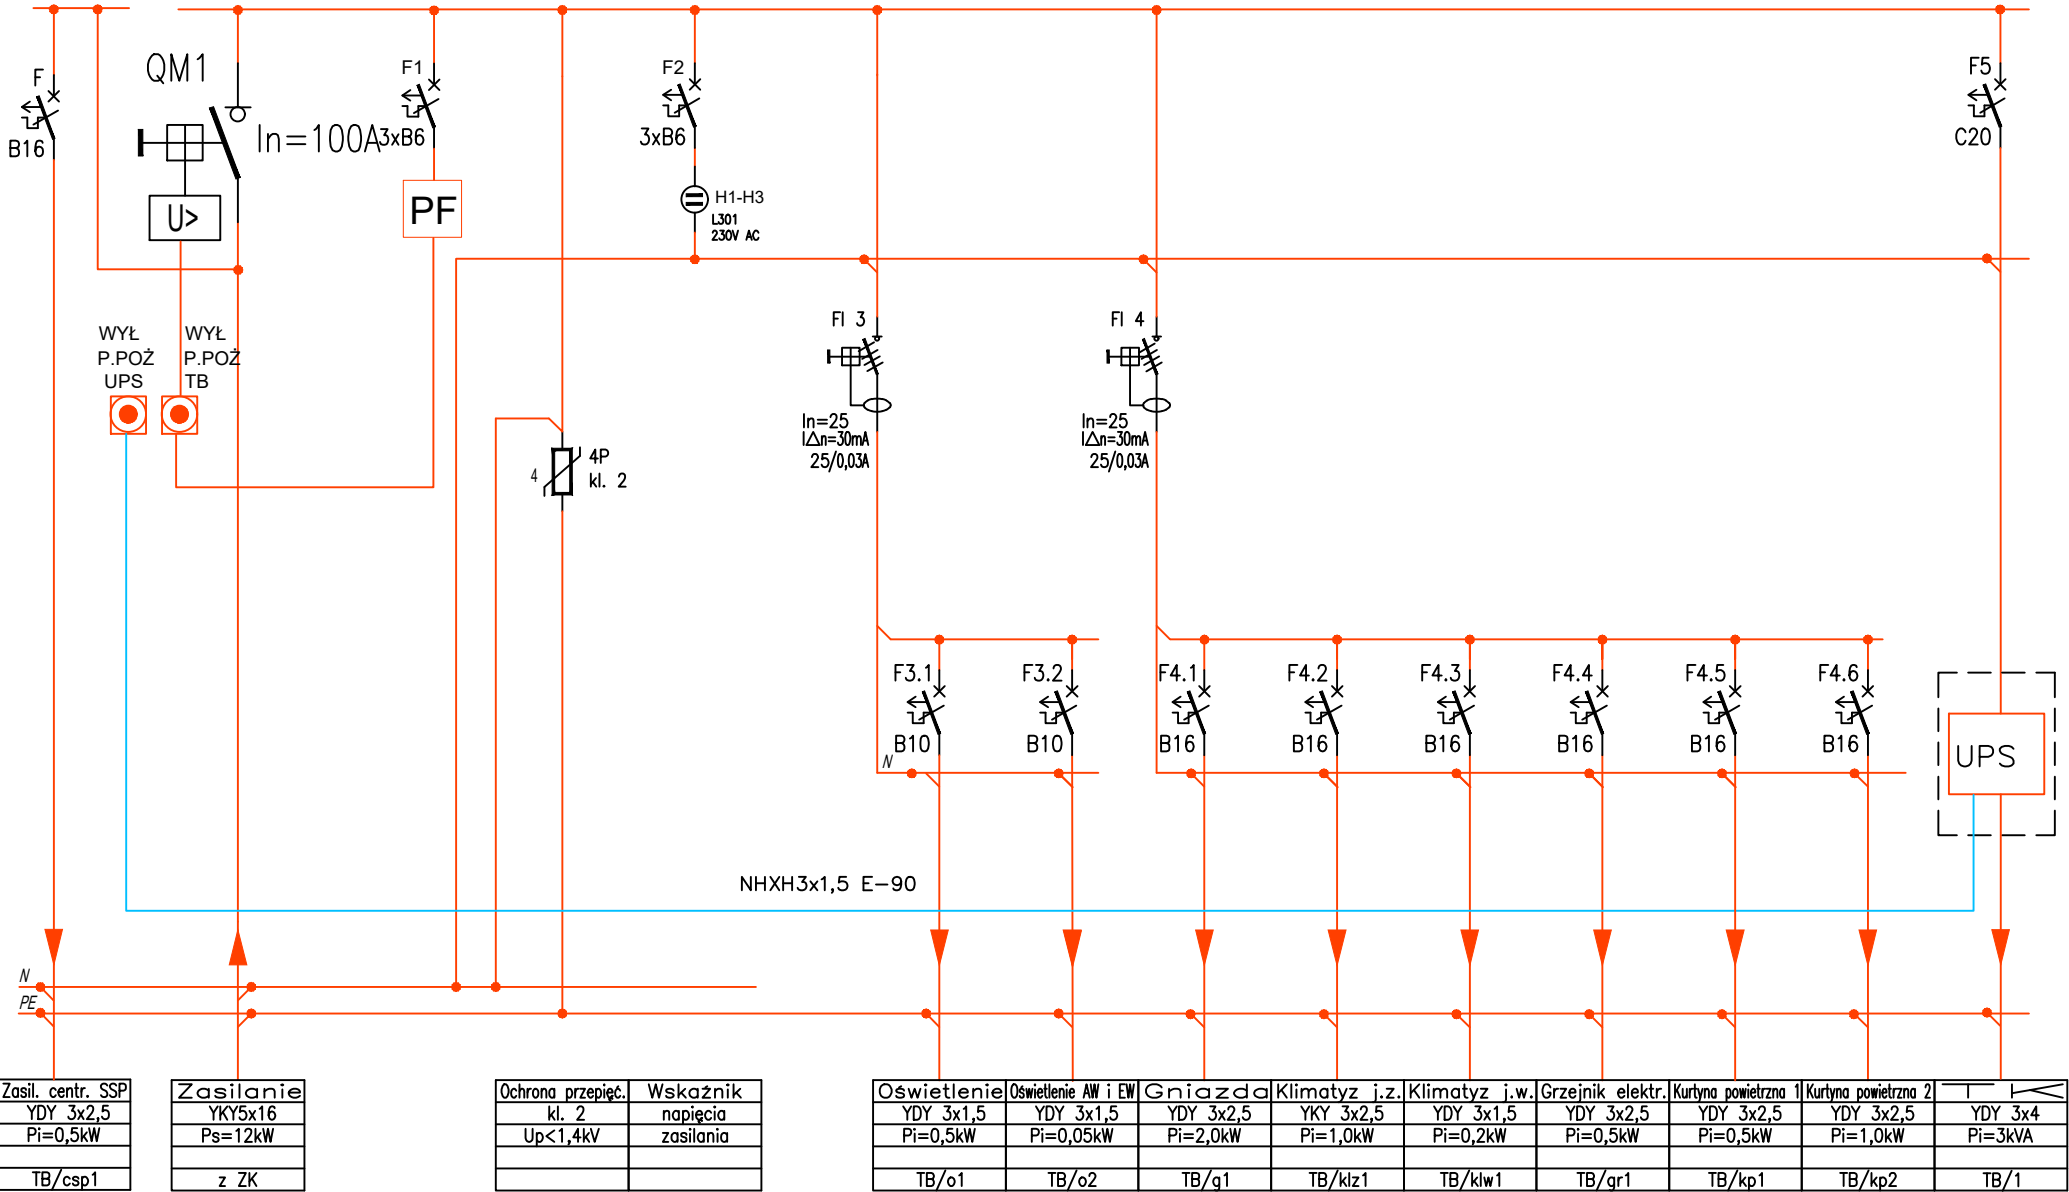 F
B16
QM1
In=100A
U>
F1
3xB6
PF
F2
3xB6
H1-H3
L301
230V AC
F5
C20
WYŁ
P.POŻ
UPS
WYŁ
P.POŻ
TB
4
4P
kl. 2
FI 3
In=25
I△n=30mA
25/0,03A
FI 4
In=25
I△n=30mA
25/0,03A
F3.1
B10
F3.2
B10
F4.1
B16
F4.2
B16
F4.3
B16
F4.4
B16
F4.5
B16
F4.6
B16
N
UPS
NHXH3x1,5 E-90
N
PE
Zasil. centr. SSP
YDY 3x2,5
Pi=0,5kW
TB/csp1
Zasilanie
YKY5x16
Ps=12kW
z ZK
Ochrona przepięć.
kl. 2
Up<1,4kV
Wskaźnik
napięcia
zasilania
Oświetlenie
YDY 3x1,5
Pi=0,5kW
TB/o1
Oświetlenie AW i EW
YDY 3x1,5
Pi=0,05kW
TB/o2
Gniazda
YDY 3x2,5
Pi=2,0kW
TB/g1
Klimatyz j.z.
YKY 3x2,5
Pi=1,0kW
TB/klz1
Klimatyz j.w.
YDY 3x1,5
Pi=0,2kW
TB/klw1
Grzejnik elektr.
YDY 3x2,5
Pi=0,5kW
TB/gr1
Kurtyna powietrzna 1
YDY 3x2,5
Pi=0,5kW
TB/kp1
Kurtyna powietrzna 2
YDY 3x2,5
Pi=1,0kW
TB/kp2
TK
YDY 3x4
Pi=3kVA
TB/1